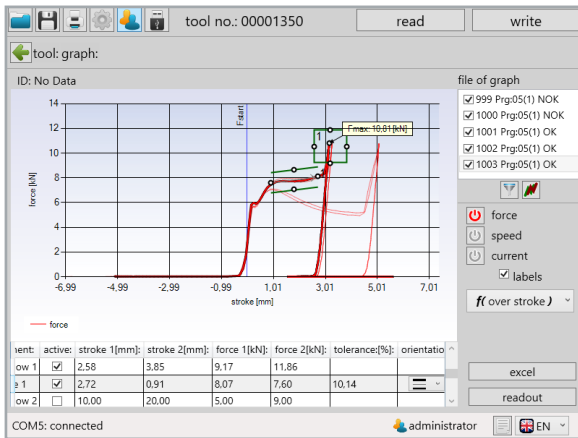 tool no.: 00001350
read
write
tool: graph:
ID: No Data
file of graph
999 Prg:05(1) NOK
1000 Prg:05(1) NOK
1001 Prg:05(1) OK
1002 Prg:05(1) OK
1003 Prg:05(1) OK
force [kN]
14
12
10
8
6
4
2
0
Fstart
1
Fmax: 10,81 [kN]
-6,99 -4,99 -2,99 -0,99 1,01 3,01 5,01 7,01
stroke [mm]
force
force
speed
current
labels
f( over stroke )
nent: active: stroke 1[mm]: stroke 2[mm]: force 1[kN]: force 2[kN]: tolerance:[%]: orientatio
ow 1 2,58 3,85 9,17 11,86
e 1 2,72 0,91 8,07 7,60 10,14
ow 2 10,00 20,00 5,00 9,00
excel
readout
COM5: connected
administrator
EN